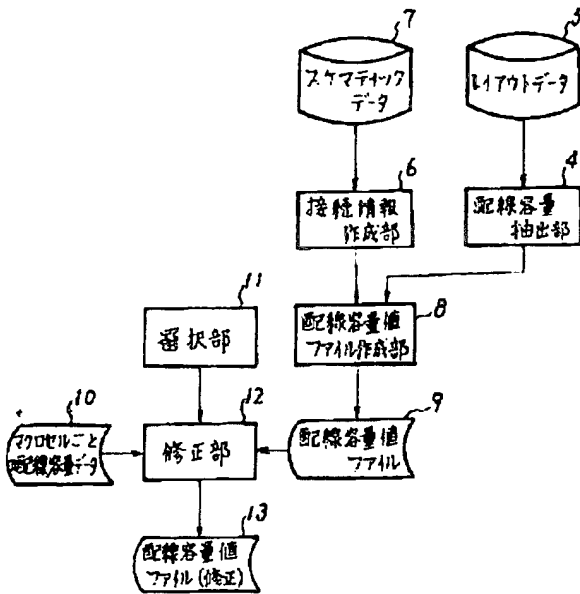 7
スケマティック
データ
5
レイアウトデータ
6
接続情報
作成部
4
配線容量
抽出部
11
選択部
8
配線容量値
ファイル作成部
10
マクロセルごと
配線容量データ
12
修正部
9
配線容量値
ファイル
13
配線容量値
ファイル(修正)